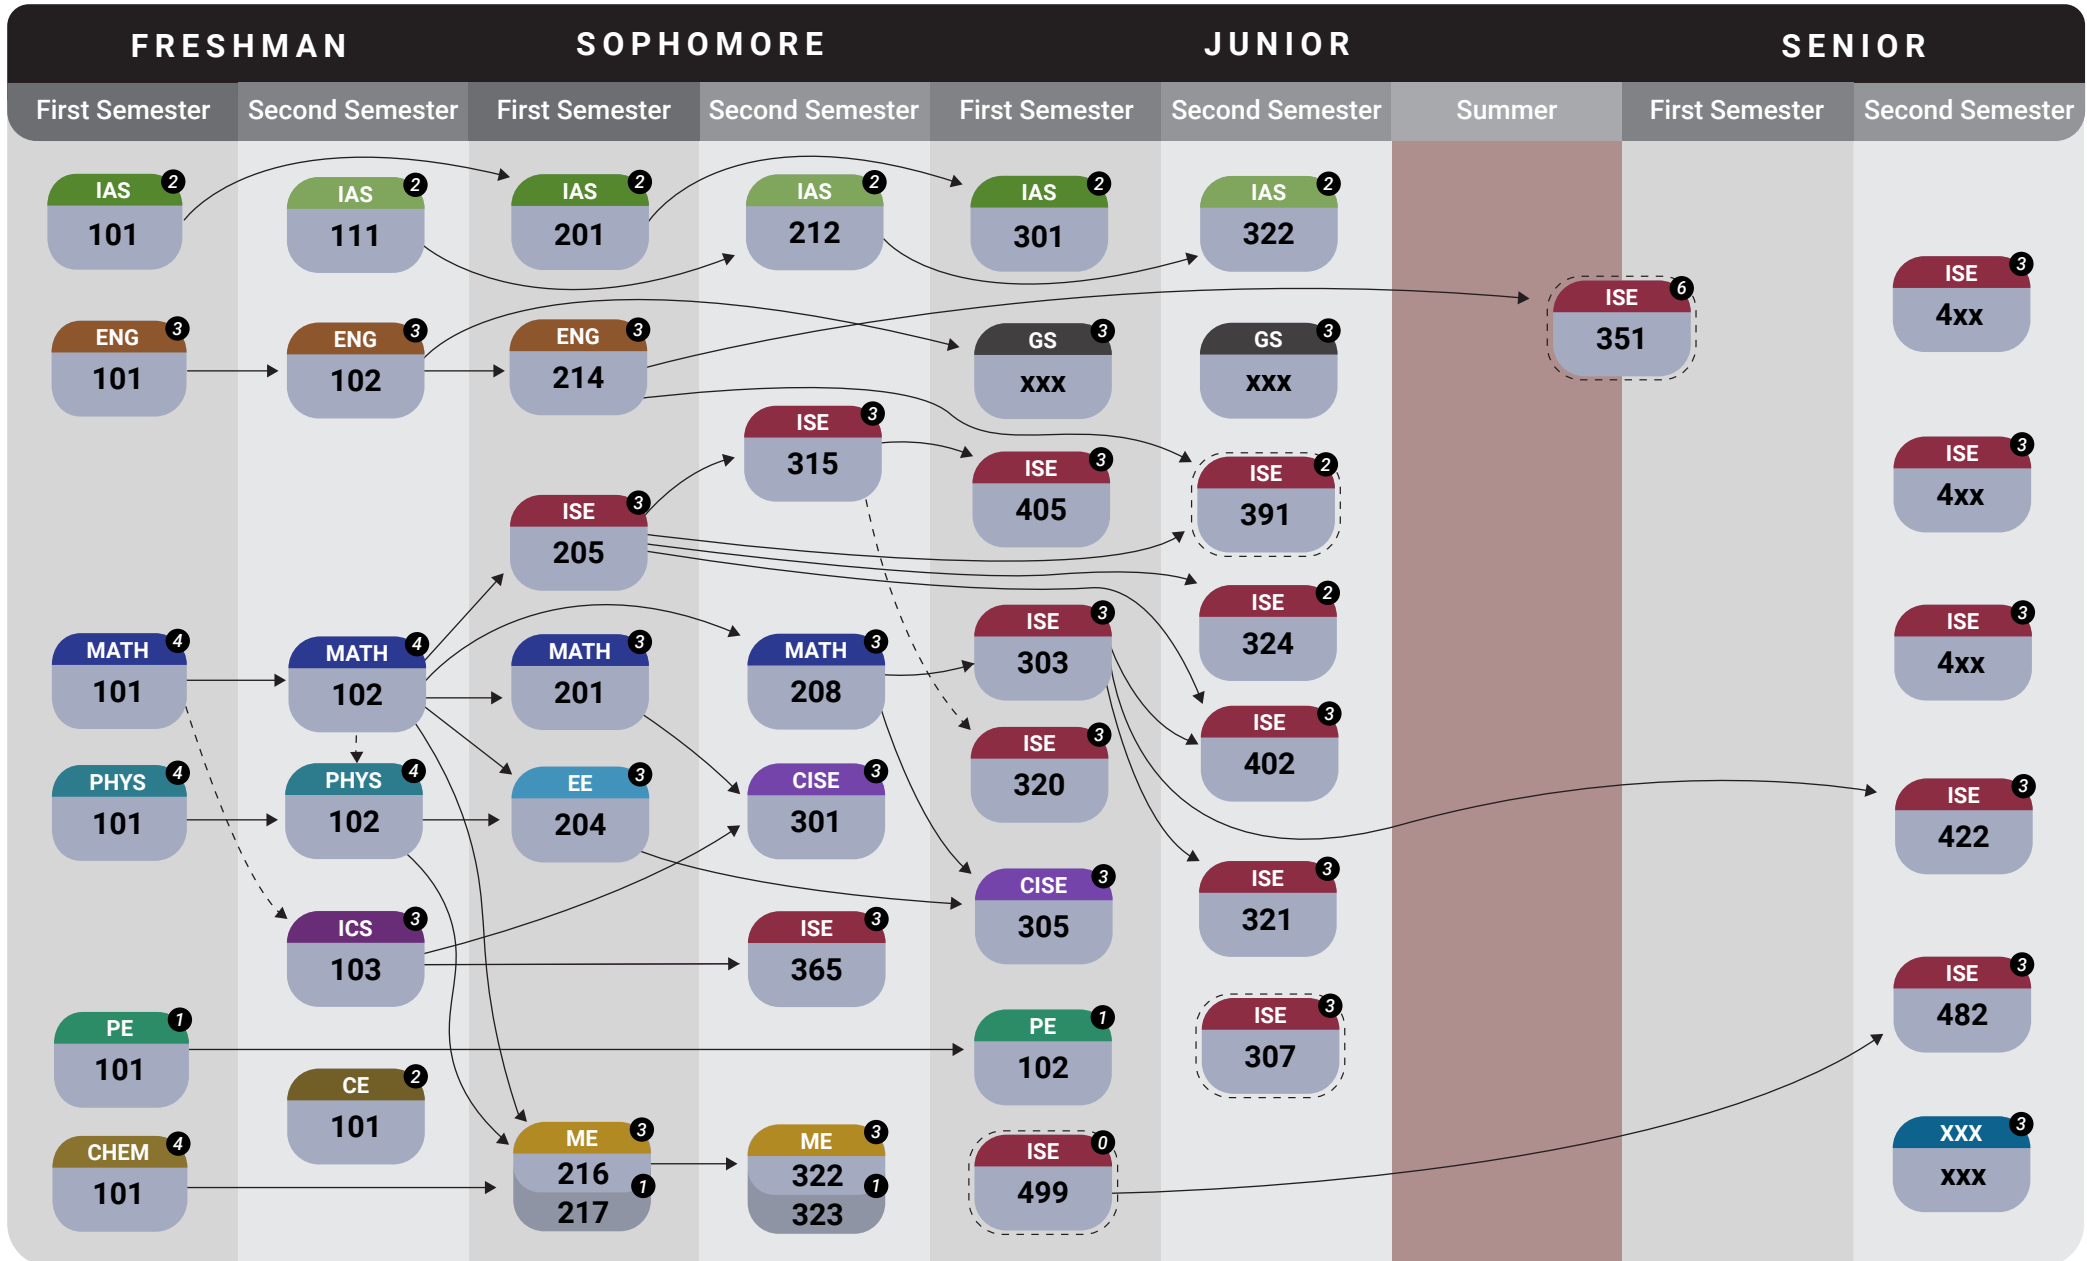 FRESHMAN
SOPHOMORE
JUNIOR
SENIOR
First Semester
Second Semester
First Semester
Second Semester
First Semester
Second Semester
Summer
First Semester
Second Semester
IAS 2
101
ENG 3
101
MATH 4
101
PHYS 4
101
PE 1
101
CHEM 4
101
IAS 2
111
ENG 3
102
MATH 4
102
PHYS 4
102
ICS 3
103
CE 2
101
IAS 2
201
ENG 3
214
ISE 3
205
MATH 3
201
EE 3
204
ME 3
216
1
217
IAS 2
212
ISE 3
315
MATH 3
208
CISE 3
301
ISE 3
365
ME 3
322
1
323
IAS 2
301
GS 3
xxx
ISE 3
405
ISE 3
303
ISE 3
320
CISE 3
305
PE 1
102
ISE 0
499
IAS 2
322
GS 3
xxx
ISE 2
391
ISE 2
324
ISE 3
402
ISE 3
321
ISE 3
307
ISE 6
351
ISE 3
4xx
ISE 3
4xx
ISE 3
4xx
ISE 3
422
ISE 3
482
XXX 3
xxx